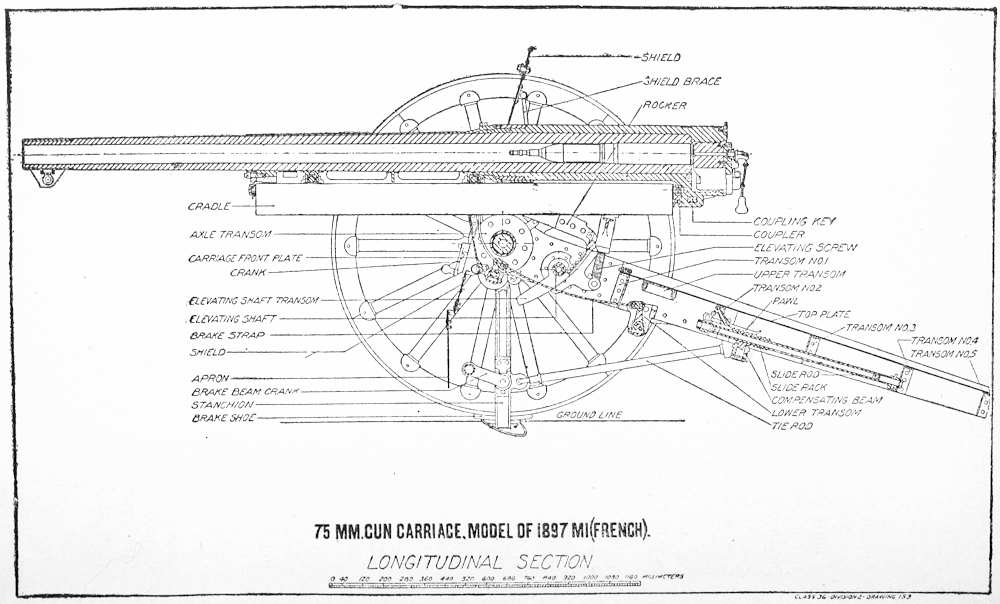 SHIELD
SHIELD BRACE
ROCKER
CRADLE
AXLE TRANSOM
CARRIAGE FRONT PLATE
CRANK
ELEVATING SHAFT TRANSOM
ELEVATING SHAFT
BRAKE STRAP
SHIELD
APRON
BRAKE BEAM CRANK
STANCHION
BRAKE SHOE
GROUND LINE
COUPLING KEY
COUPLER
ELEVATING SCREW
TRANSOM NO.1
UPPER TRANSOM
TRANSOM NO2
PAWL
TOP PLATE
TRANSOM NO.3
TRANSOM NO4
TRANSOM NO5
SLIDE ROD
SLIDE RACK
COMPENSATING BEAM
LOWER TRANSOM
TIE ROD
75 MM. GUN CARRIAGE, MODEL OF 1897 MI (FRENCH).
LONGITUDINAL SECTION
0 40 120 200 280 360 440 520 600 680 760 840 920 1000 1080 1160 MILLIMETERS
CLASS 36-DIVISION 2-DRAWING 153